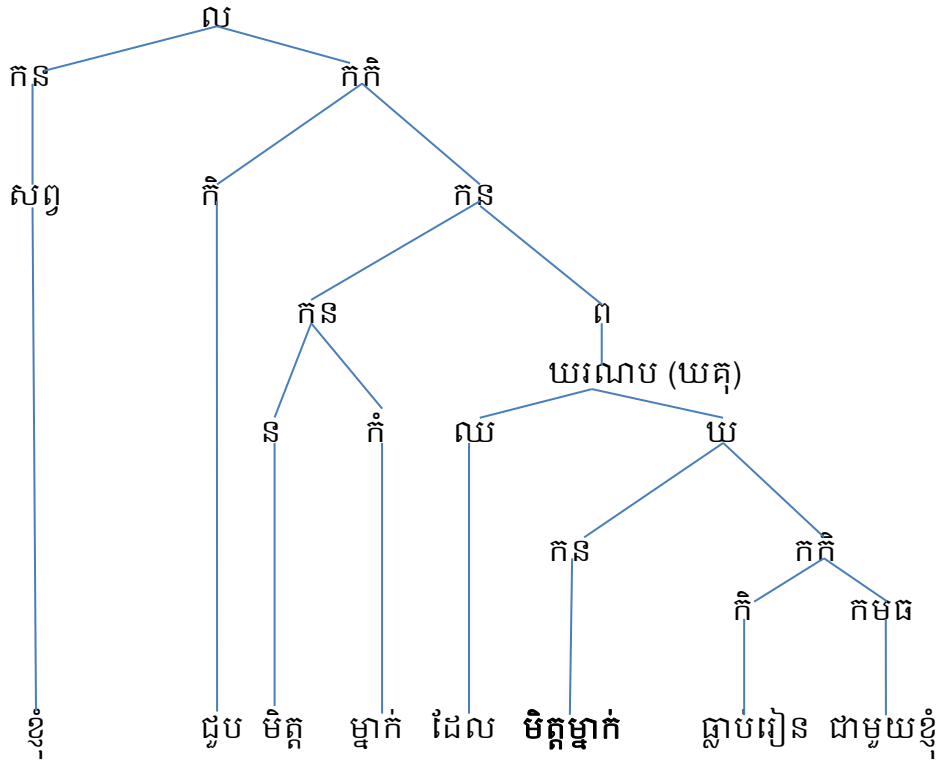 ល
កន កកិ
សព្វ កិ កន
កន ព
ឃរណប (ឃគុ)
ន កំ ឈ ឃ
កន កកិ
កិ កមធ
ខ្ញុំ ជួប មិត្ត ម្នាក់ ដែល មិត្តម្នាក់ ធ្លាប់រៀន ជាមួយខ្ញុំ